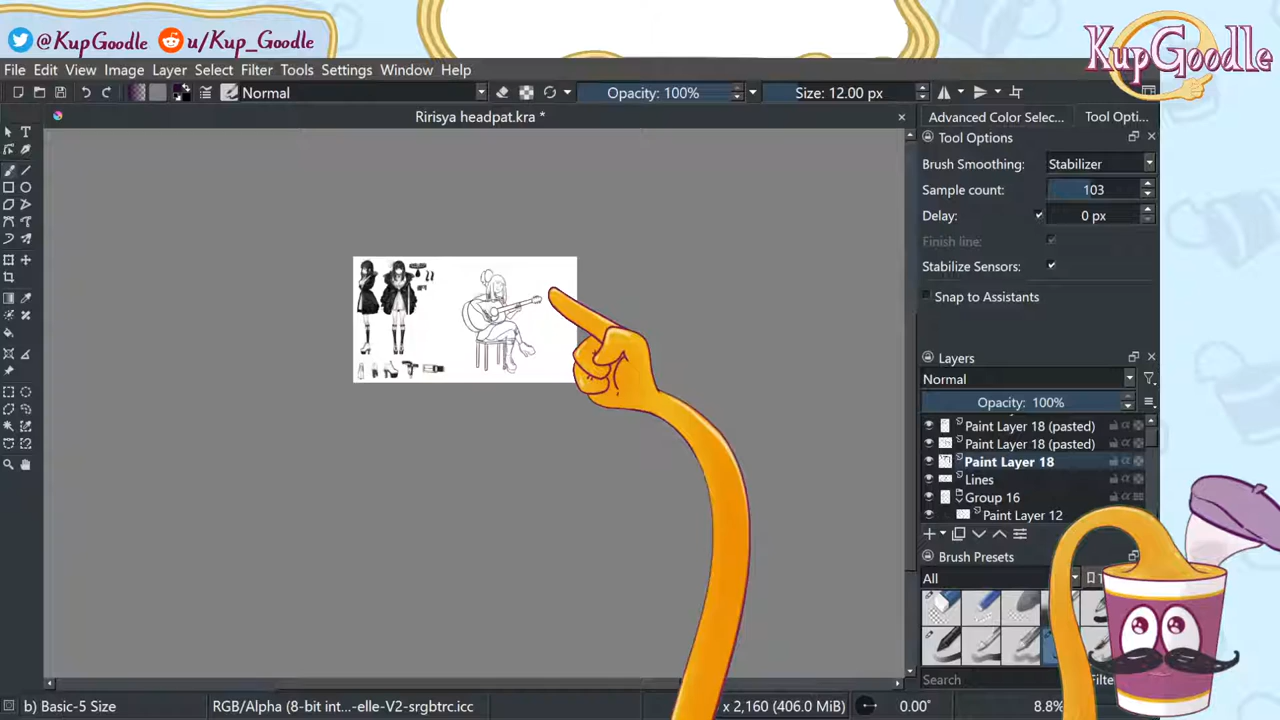 @KupGoodle u/Kup_Goodle
KupGoodle
File Edit View Image Layer Select Filter Tools Settings Window Help
Normal Opacity: 100% Size: 12.00 px
Ririsya headpat.kra *
Advanced Color Selec... Tool Opti...
Tool Options
Brush Smoothing: Stabilizer
Sample count: 103
Delay: 0 px
Finish line:
Stabilize Sensors:
Snap to Assistants
Layers
Normal
Opacity: 100%
Paint Layer 18 (pasted)
Paint Layer 18 (pasted)
Paint Layer 18
Lines
Group 16
Paint Layer 12
Brush Presets
All
Search
b) Basic-5 Size RGB/Alpha (8-bit int...-elle-V2-srgbtrc.icc x 2,160 (406.0 MiB) 0.00° 8.8%